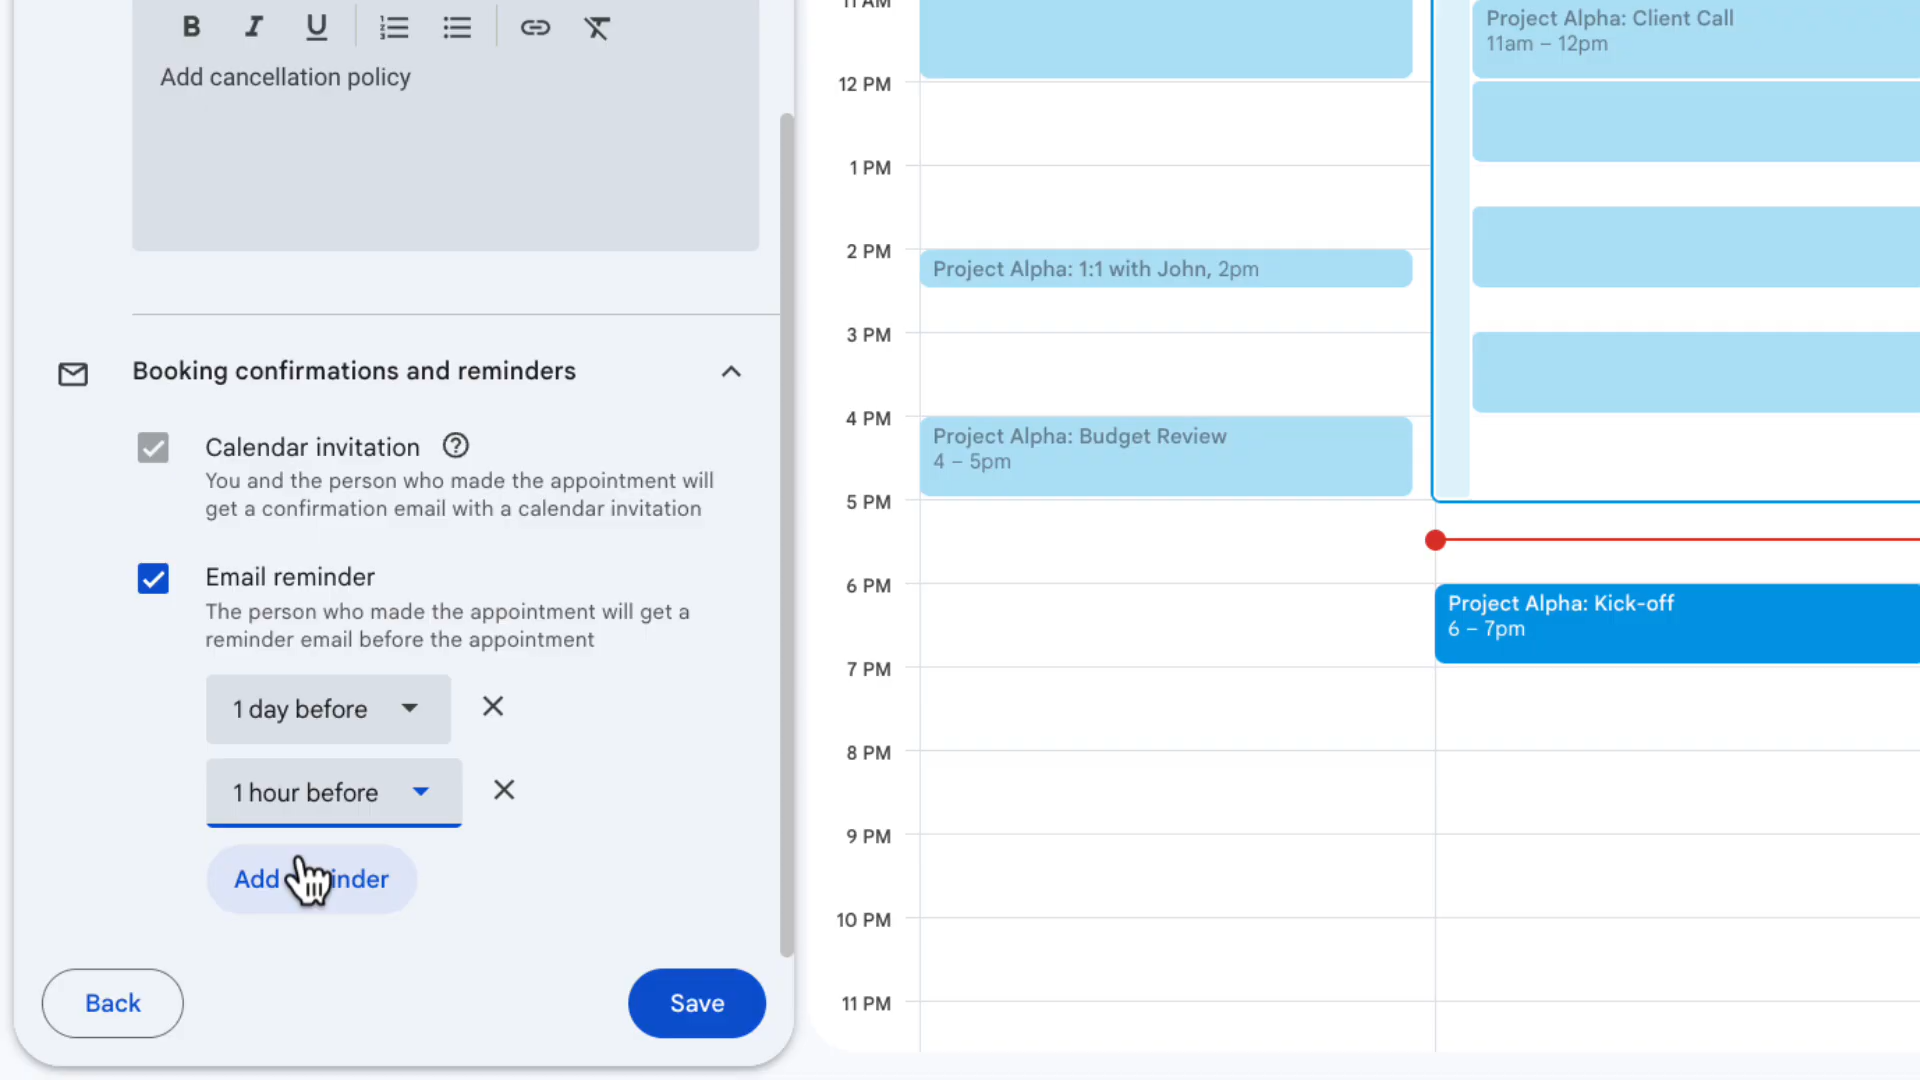 B I U
Add cancellation policy
Booking confirmations and reminders
Calendar invitation
You and the person who made the appointment will
get a confirmation email with a calendar invitation
Email reminder
The person who made the appointment will get a
reminder email before the appointment
1 day before
1 hour before
Add inder
Back
Save
11 AM
12 PM
1 PM
2 PM
3 PM
4 PM
5 PM
6 PM
7 PM
8 PM
9 PM
10 PM
11 PM
Project Alpha: 1:1 with John, 2pm
Project Alpha: Budget Review
4 – 5pm
Project Alpha: Client Call
11am – 12pm
Project Alpha: Kick-off
6 – 7pm